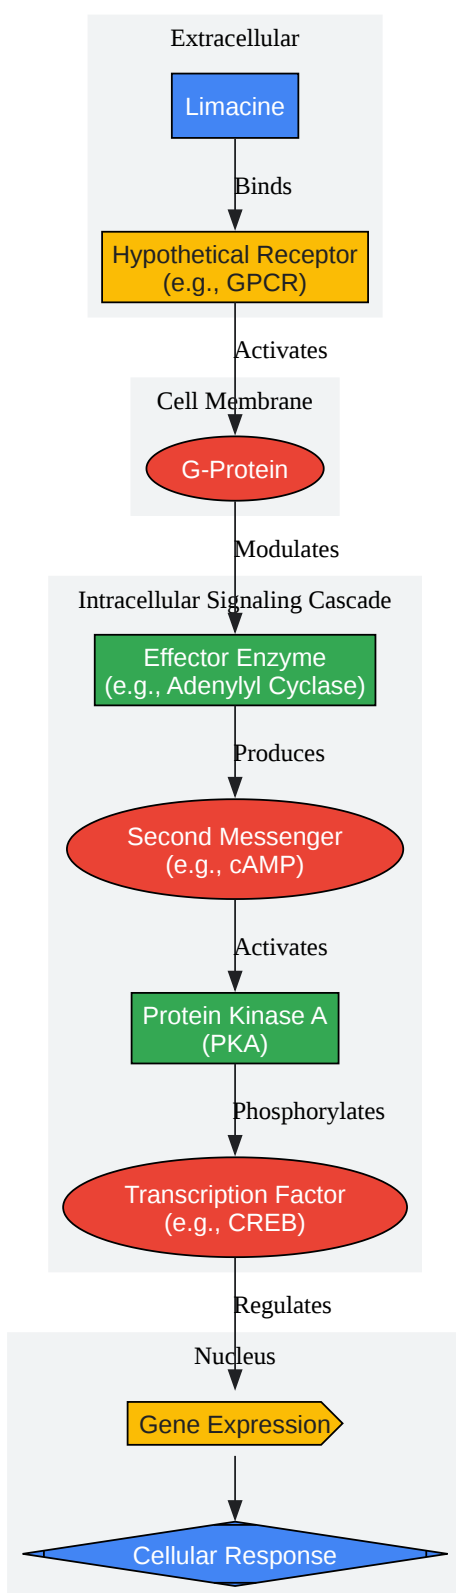 Extracellular
Limacine
Binds
Hypothetical Receptor
(e.g., GPCR)
Activates
Cell Membrane
G-Protein
Modulates
Intracellular Signaling Cascade
Effector Enzyme
(e.g., Adenylyl Cyclase)
Produces
Second Messenger
(e.g., cAMP)
Activates
Protein Kinase A
(PKA)
Phosphorylates
Transcription Factor
(e.g., CREB)
Regulates
Nucleus
Gene Expression
Cellular Response